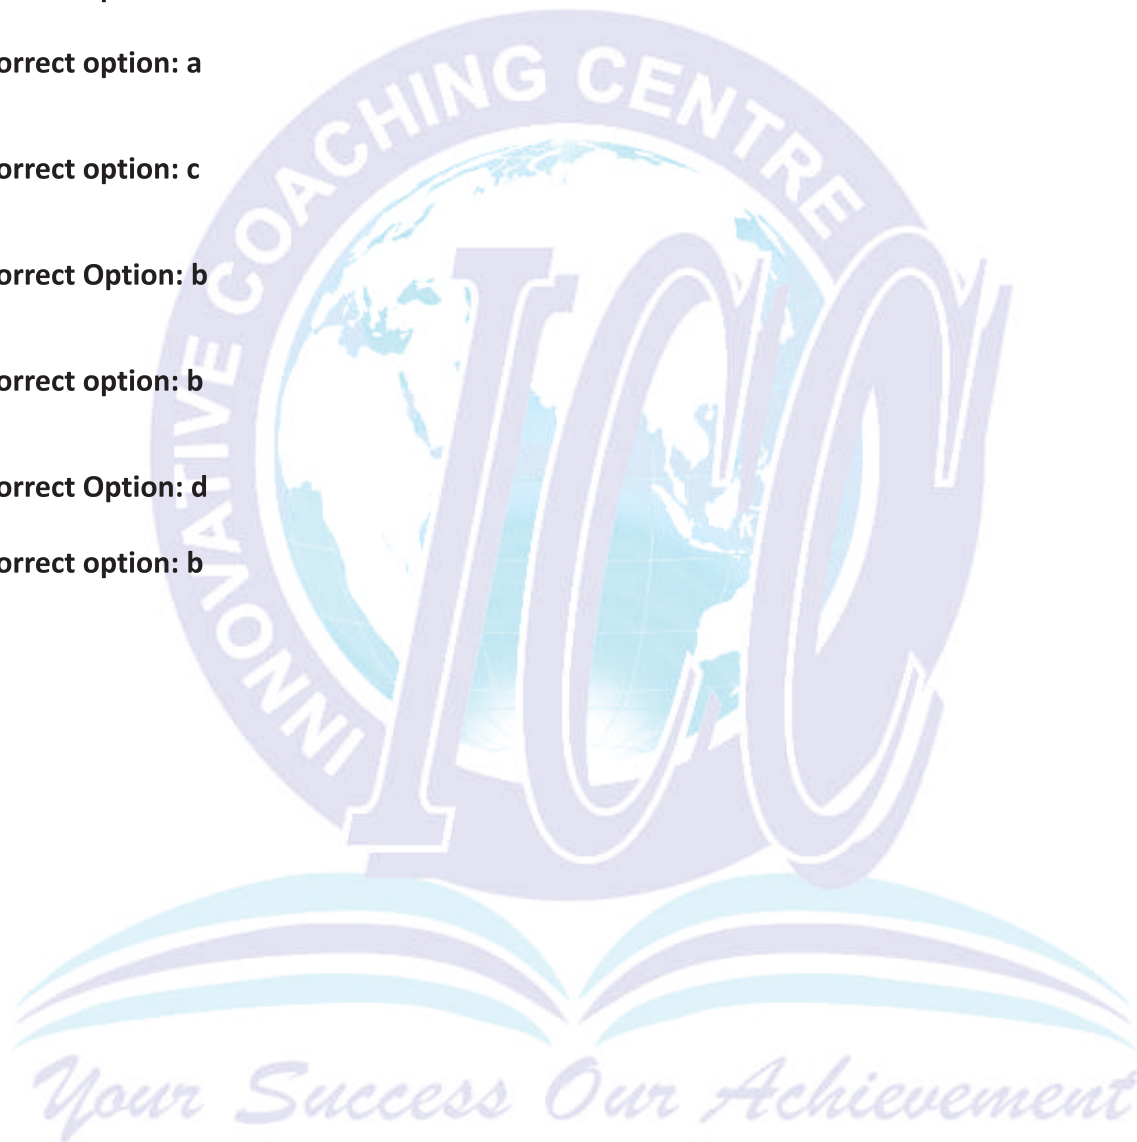 orrect option: a
orrect option: c
orrect Option: b
orrect option: b
orrect Option: d
orrect option: b
INNOVATIVE COACHING CENTRE
ICC
Your Success Our Achievement